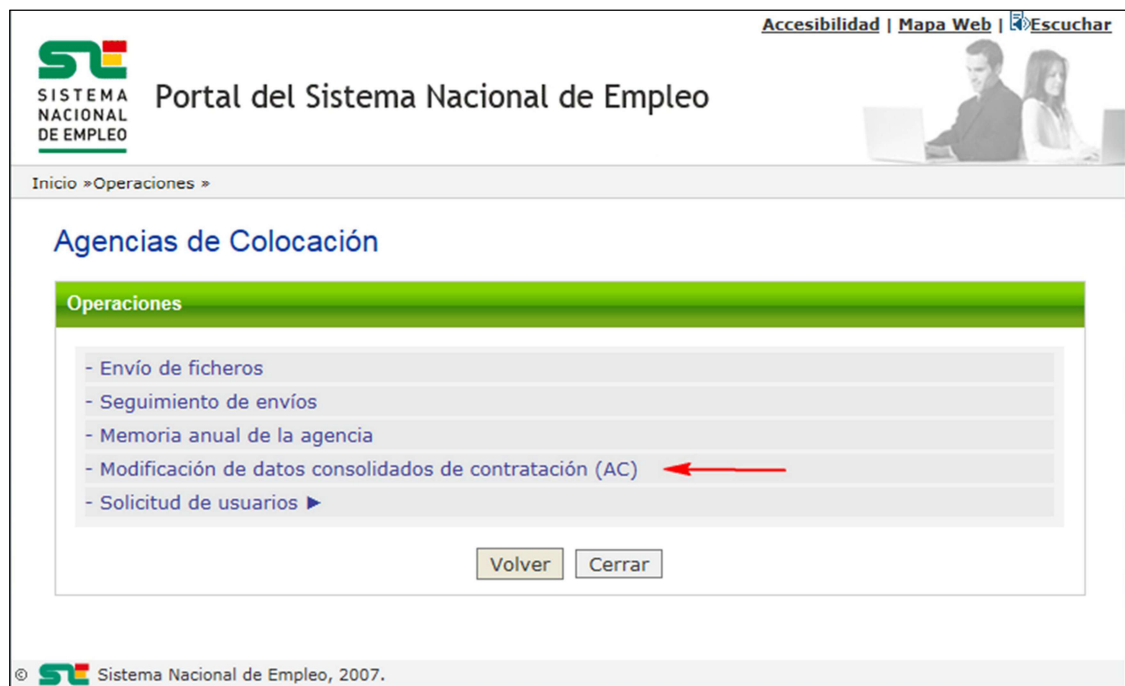 Accesibilidad | Mapa Web | Escuchar
SISTEMA
NACIONAL
DE EMPLEO
Portal del Sistema Nacional de Empleo
Inicio »Operaciones »
Agencias de Colocación
Operaciones
- Envío de ficheros
- Seguimiento de envíos
- Memoria anual de la agencia
- Modificación de datos consolidados de contratación (AC)
- Solicitud de usuarios ►
Volver Cerrar
© Sistema Nacional de Empleo, 2007.